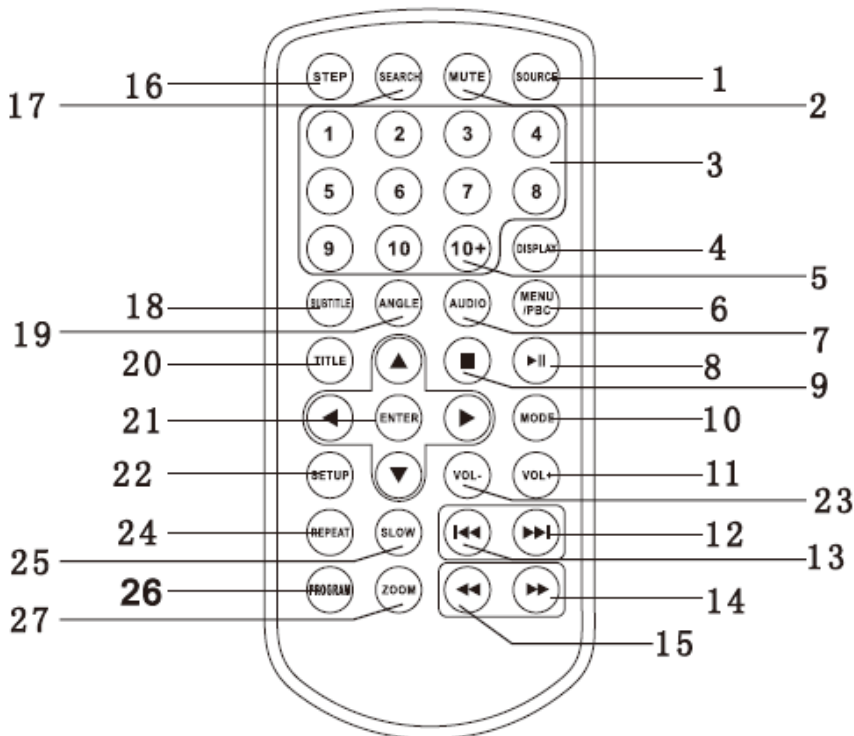 16 STEP SEARCH MUTE SOURCE 1
17 2
1 2 3 4
3
5 6 7 8
9 10 10+ DISPLAY 4
5
18 SUBTITLE ANGLE AUDIO MENU /PBC 6
19 7
20 TITLE 8
9
21 ENTER MODE 10
22 SETUP VOL- VOL+ 11
23
24 REPEAT SLOW 12
25 13
26 PROGRAM ZOOM 14
27 15